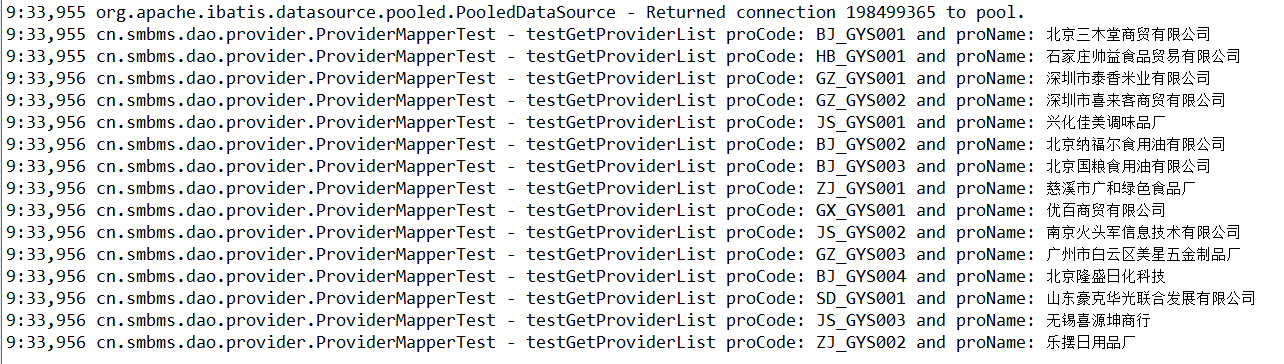 9:33,955 org.apache.ibatis.datasource.pooled.PooledDataSource - Returned connection 198499365 to pool.
9:33,955 cn.smbms.dao.provider.ProviderMapperTest - testGetProviderList proCode: BJ_GYS001 and proName: 北京三木堂商贸有限公司
9:33,955 cn.smbms.dao.provider.ProviderMapperTest - testGetProviderList proCode: HB_GYS001 and proName: 石家庄帅益食品贸易有限公司
9:33,956 cn.smbms.dao.provider.ProviderMapperTest - testGetProviderList proCode: GZ_GYS001 and proName: 深圳市泰香米业有限公司
9:33,956 cn.smbms.dao.provider.ProviderMapperTest - testGetProviderList proCode: GZ_GYS002 and proName: 深圳市喜来客商贸有限公司
9:33,956 cn.smbms.dao.provider.ProviderMapperTest - testGetProviderList proCode: JS_GYS001 and proName: 兴化佳美调味品厂
9:33,956 cn.smbms.dao.provider.ProviderMapperTest - testGetProviderList proCode: BJ_GYS002 and proName: 北京纳福尔食用油有限公司
9:33,956 cn.smbms.dao.provider.ProviderMapperTest - testGetProviderList proCode: BJ_GYS003 and proName: 北京国粮食用油有限公司
9:33,956 cn.smbms.dao.provider.ProviderMapperTest - testGetProviderList proCode: ZJ_GYS001 and proName: 慈溪市广和绿色食品厂
9:33,956 cn.smbms.dao.provider.ProviderMapperTest - testGetProviderList proCode: GX_GYS001 and proName: 优百商贸有限公司
9:33,956 cn.smbms.dao.provider.ProviderMapperTest - testGetProviderList proCode: JS_GYS002 and proName: 南京火头军信息技术有限公司
9:33,956 cn.smbms.dao.provider.ProviderMapperTest - testGetProviderList proCode: GZ_GYS003 and proName: 广州市白云区美星五金制品厂
9:33,956 cn.smbms.dao.provider.ProviderMapperTest - testGetProviderList proCode: BJ_GYS004 and proName: 北京隆盛日化科技
9:33,956 cn.smbms.dao.provider.ProviderMapperTest - testGetProviderList proCode: SD_GYS001 and proName: 山东豪克华光联合发展有限公司
9:33,956 cn.smbms.dao.provider.ProviderMapperTest - testGetProviderList proCode: JS_GYS003 and proName: 无锡喜源坤商行
9:33,956 cn.smbms.dao.provider.ProviderMapperTest - testGetProviderList proCode: ZJ_GYS002 and proName: 乐摆日用品厂